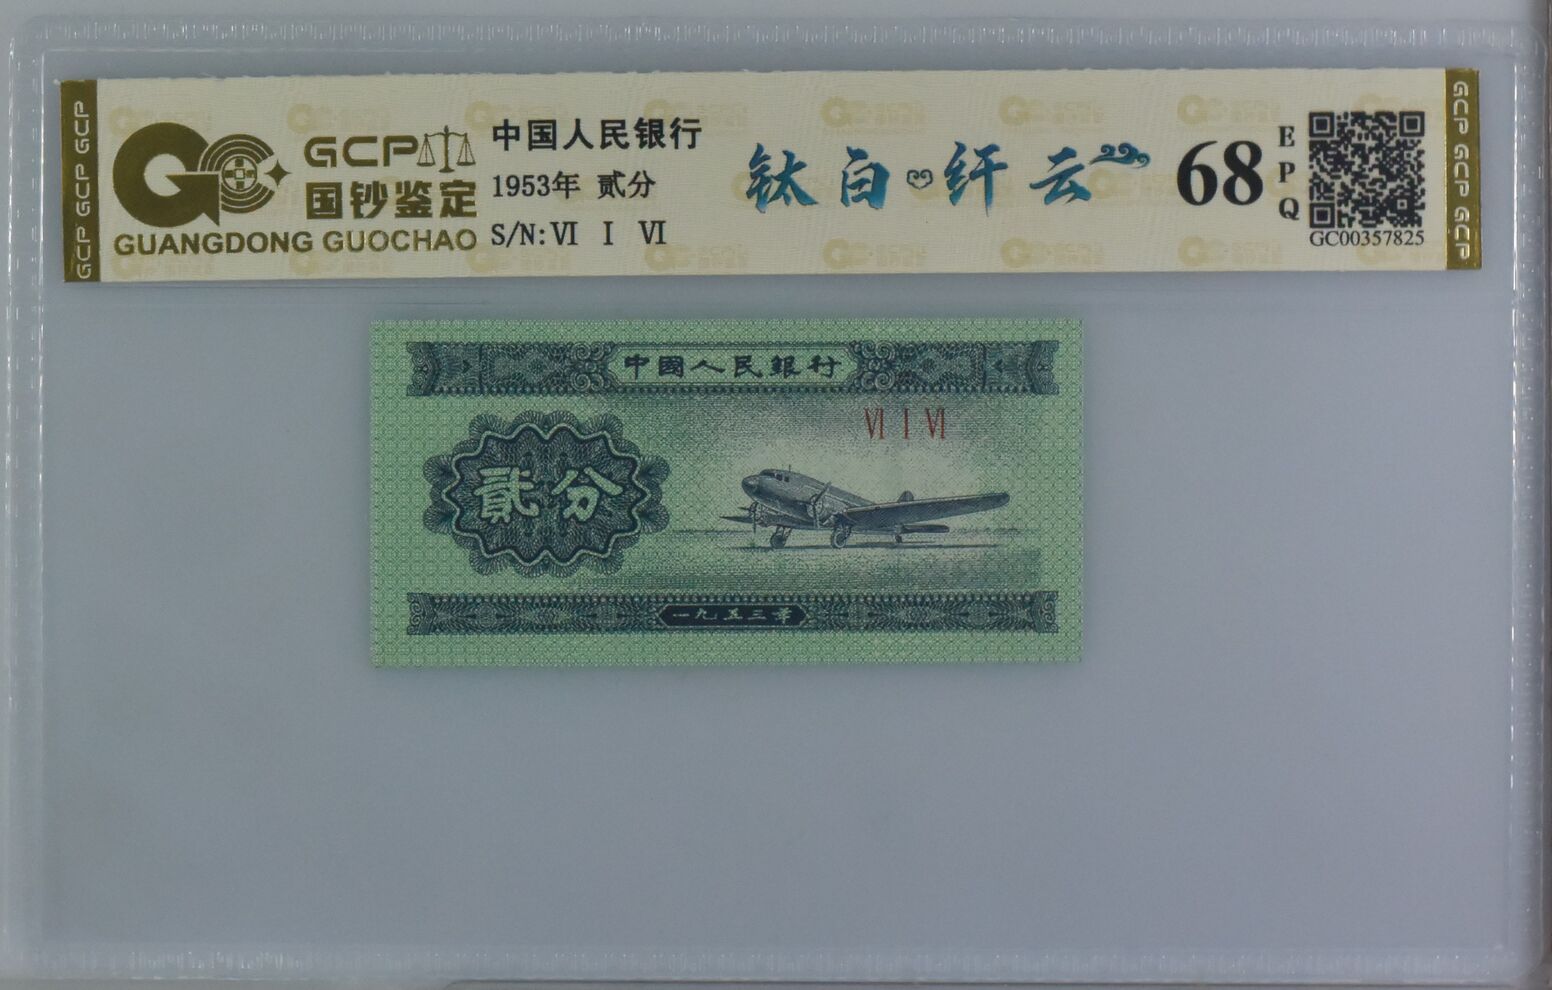 GCP GCP GCP
GCP
国钞鉴定
GUANGDONG GUOCHAO
中国人民银行
1953年 贰分
S/N:Ⅵ Ⅰ Ⅵ
钛白纤云
68
EPQ
GC00357825
GCP GCP GCP
中國人民銀行
Ⅵ Ⅰ Ⅵ
貳分
一九五三年